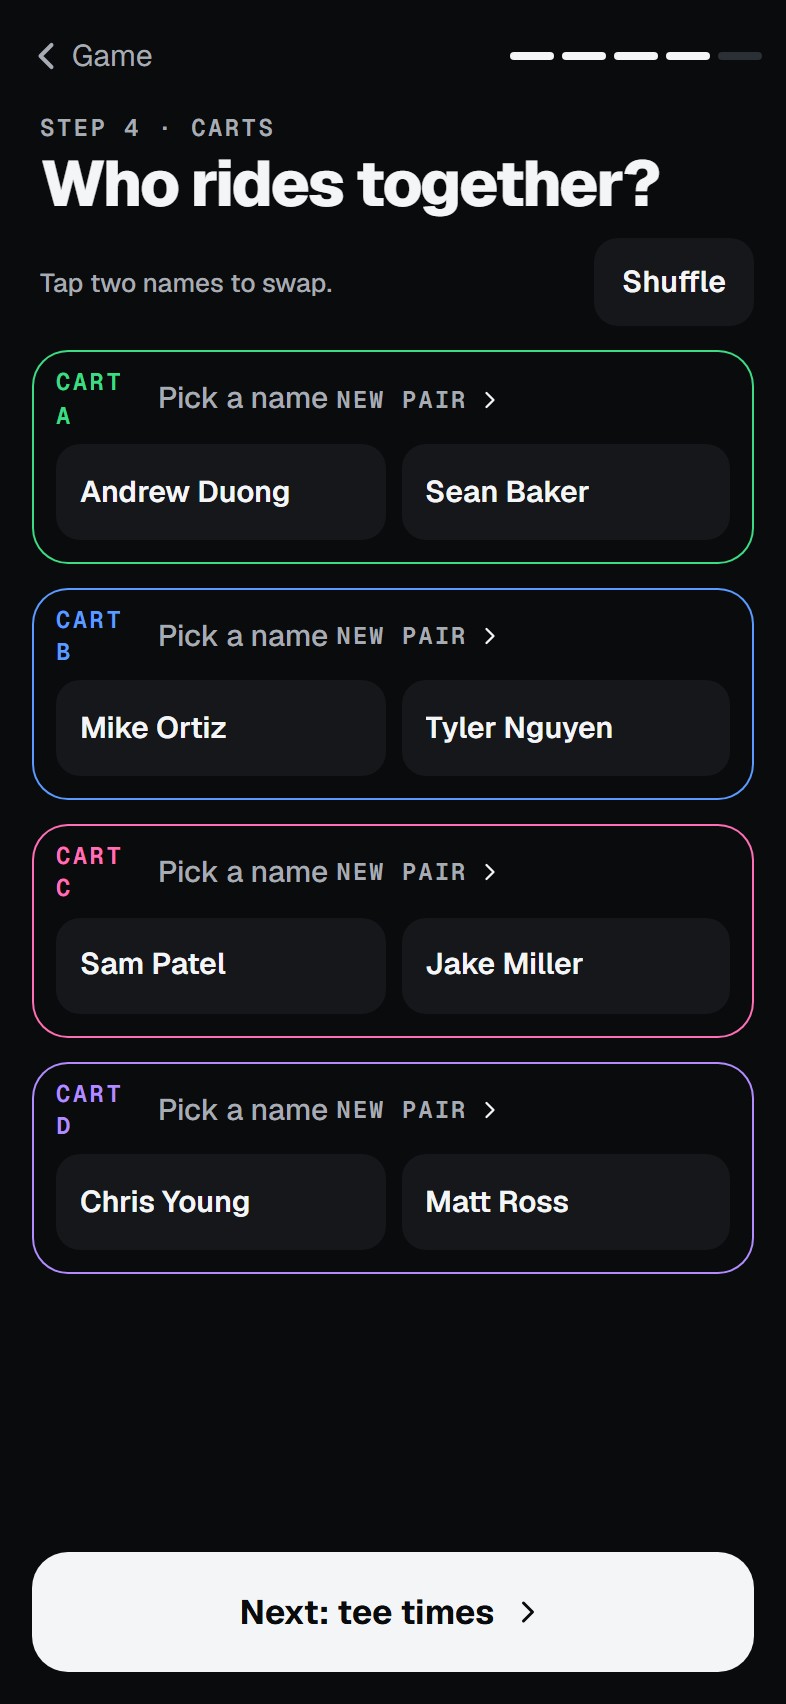 Game
STEP 4 · CARTS
Who rides together?
Tap two names to swap.
Shuffle
CART A
Pick a name NEW PAIR
Andrew Duong
Sean Baker
CART B
Pick a name NEW PAIR
Mike Ortiz
Tyler Nguyen
CART C
Pick a name NEW PAIR
Sam Patel
Jake Miller
CART D
Pick a name NEW PAIR
Chris Young
Matt Ross
Next: tee times